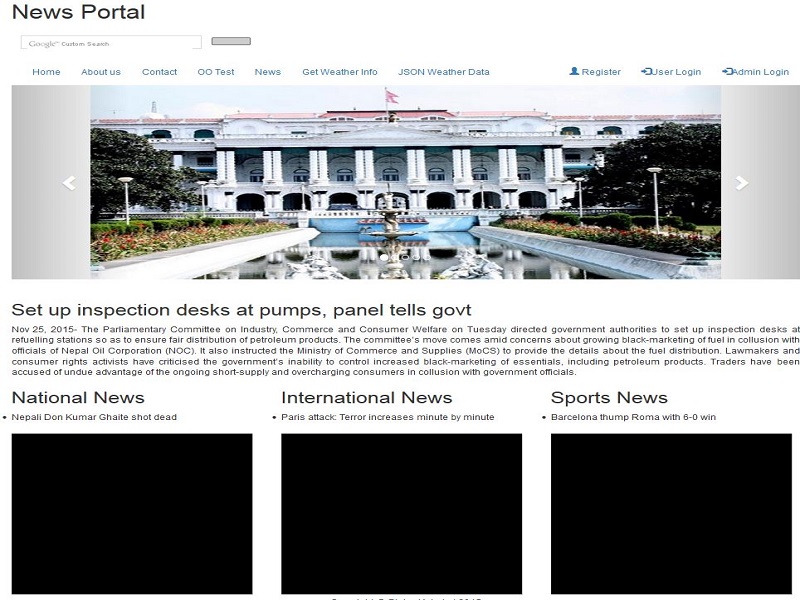 News Portal
Google™ Custom Search
Home About us Contact OO Test News Get Weather Info JSON Weather Data Register User Login Admin Login
Set up inspection desks at pumps, panel tells govt
Nov 25, 2015- The Parliamentary Committee on Industry, Commerce and Consumer Welfare on Tuesday directed government authorities to set up inspection desks at
refuelling stations so as to ensure fair distribution of petroleum products. The committee's move comes amid concerns about growing black-marketing of fuel in collusion with
officials of Nepal Oil Corporation (NOC). It also instructed the Ministry of Commerce and Supplies (MoCS) to provide the details about the fuel distribution. Lawmakers and
consumer rights activists have criticised the government's inability to control increased black-marketing of essentials, including petroleum products. Traders have been
accused of undue advantage of the ongoing short-supply and overcharging consumers in collusion with government officials.
National News International News Sports News
• Nepali Don Kumar Ghaite shot dead • Paris attack: Terror increases minute by minute • Barcelona thump Roma with 6-0 win